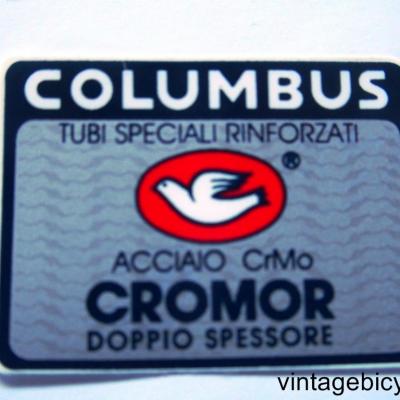 COLUMBUS
TUBI SPECIALI RINFORZATI
®
ACCIAIO CrMo
CROMOR
DOPPIO SPESSORE
vintagebicy